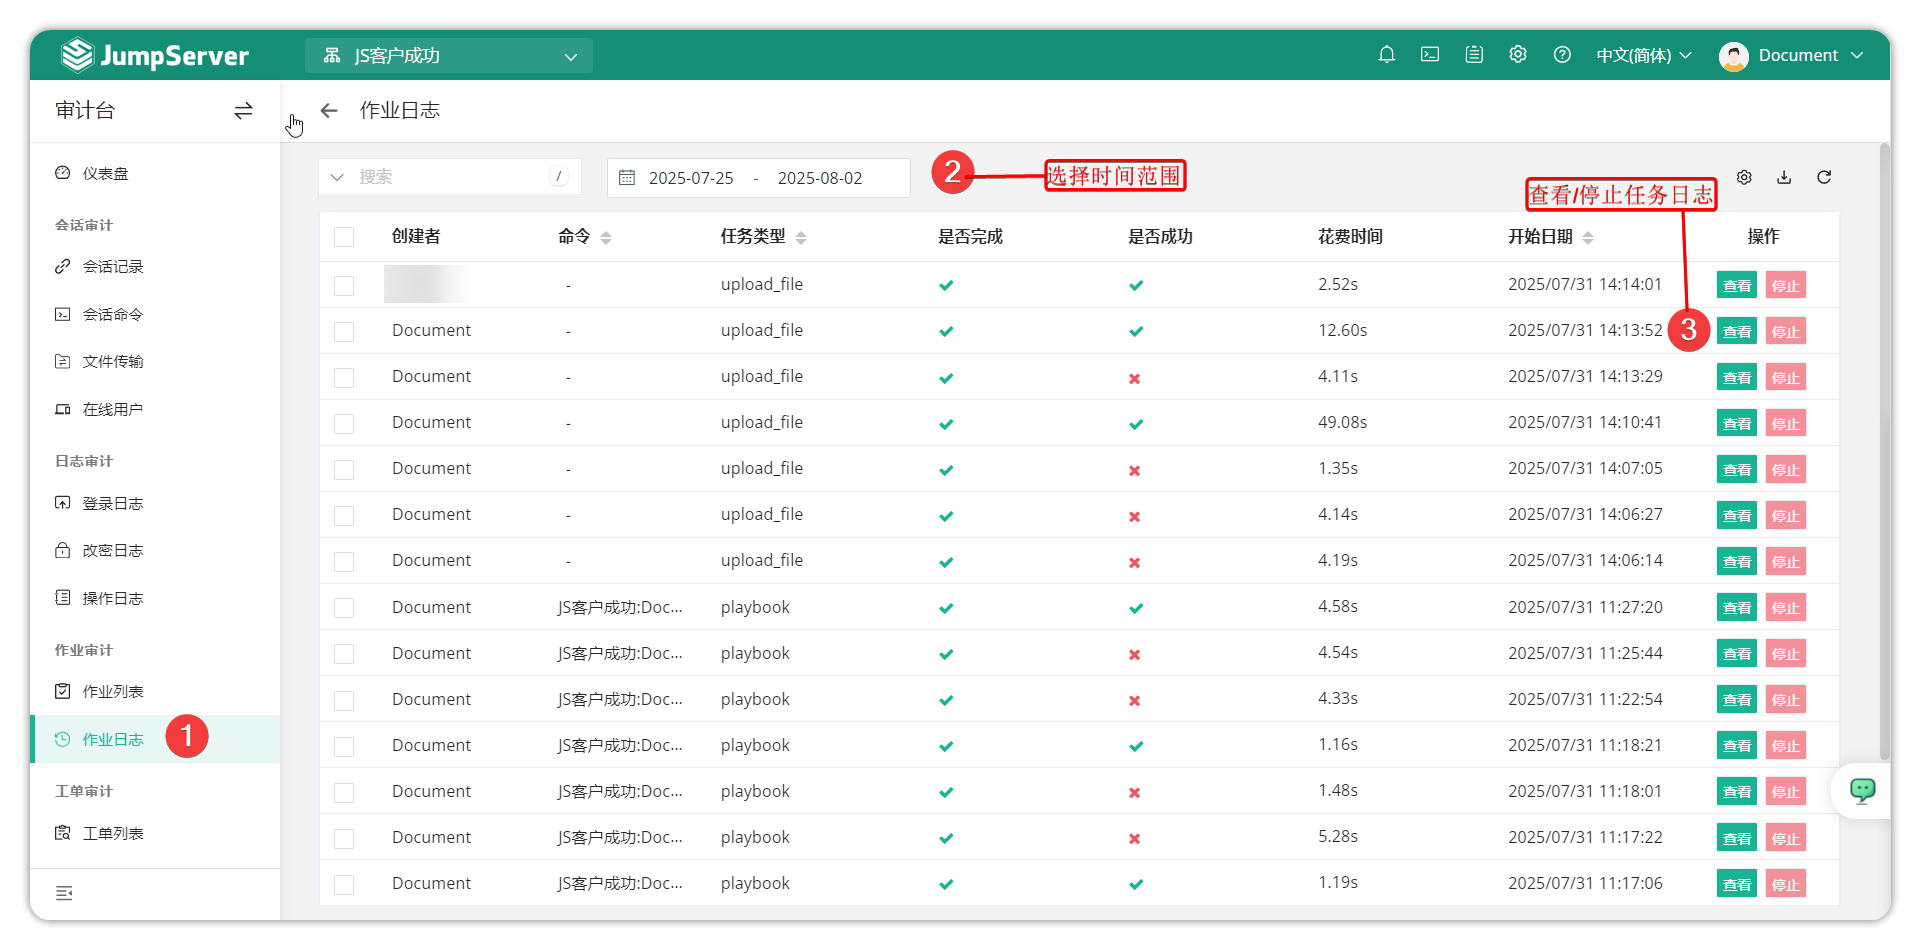 JumpServer
JS客户成功
中文(简体)
Document
审计台
作业日志
仪表盘
会话审计
会话记录
会话命令
文件传输
在线用户
日志审计
登录日志
改密日志
操作日志
作业审计
作业列表
作业日志
1
工单审计
工单列表
搜索
/
2025-07-25 - 2025-08-02
2
选择时间范围
查看/停止任务日志
3
创建者 命令 任务类型 是否完成 是否成功 花费时间 开始日期 操作
- upload_file 2.52s 2025/07/31 14:14:01 查看 停止
Document - upload_file 12.60s 2025/07/31 14:13:52 查看 停止
Document - upload_file 4.11s 2025/07/31 14:13:29 查看 停止
Document - upload_file 49.08s 2025/07/31 14:10:41 查看 停止
Document - upload_file 1.35s 2025/07/31 14:07:05 查看 停止
Document - upload_file 4.14s 2025/07/31 14:06:27 查看 停止
Document - upload_file 4.19s 2025/07/31 14:06:14 查看 停止
Document JS客户成功:Doc... playbook 4.58s 2025/07/31 11:27:20 查看 停止
Document JS客户成功:Doc... playbook 4.54s 2025/07/31 11:25:44 查看 停止
Document JS客户成功:Doc... playbook 4.33s 2025/07/31 11:22:54 查看 停止
Document JS客户成功:Doc... playbook 1.16s 2025/07/31 11:18:21 查看 停止
Document JS客户成功:Doc... playbook 1.48s 2025/07/31 11:18:01 查看 停止
Document JS客户成功:Doc... playbook 5.28s 2025/07/31 11:17:22 查看 停止
Document JS客户成功:Doc... playbook 1.19s 2025/07/31 11:17:06 查看 停止